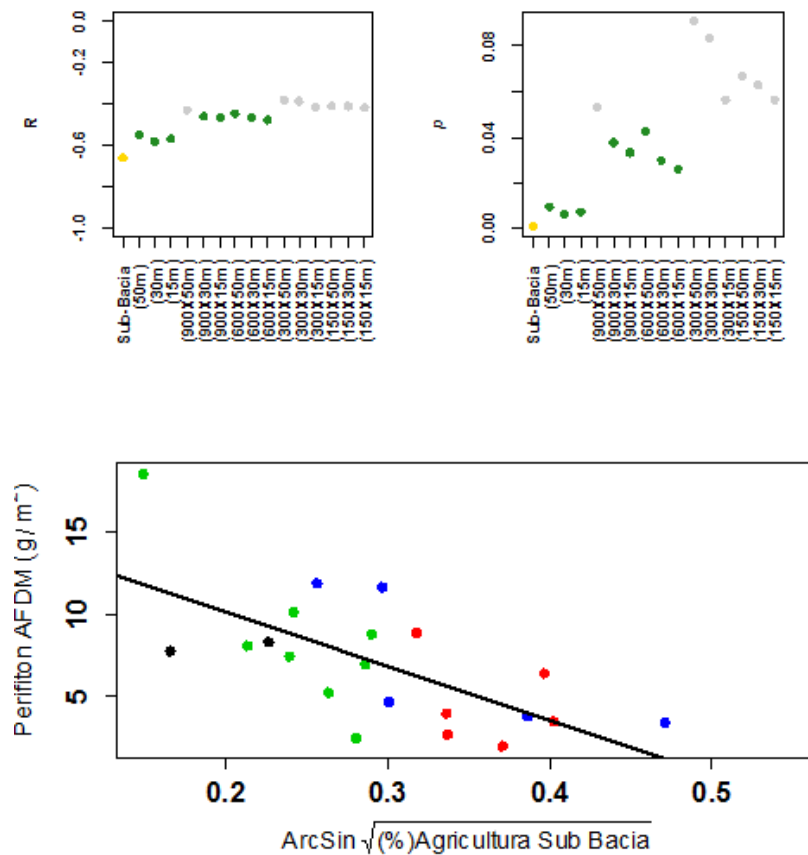 0.0
-0.2
-0.6
-1.0
R
Sub-Bacia
(50m)
(30m)
(15m)
(900X50m)
(900X30m)
(900X15m)
(600X50m)
(600X30m)
(600X15m)
(300X50m)
(300X30m)
(300X15m)
(150X50m)
(150X30m)
(150X15m)
0.08
0.04
0.00
p
Sub-Bacia
(50m)
(30m)
(15m)
(900X50m)
(900X30m)
(900X15m)
(600X50m)
(600X30m)
(600X15m)
(300X50m)
(300X30m)
(300X15m)
(150X50m)
(150X30m)
(150X15m)
Perifiton AFDM (g/m²)
15
10
5
0.2
0.3
0.4
0.5
ArcSin √(%)Agricultura Sub Bacia